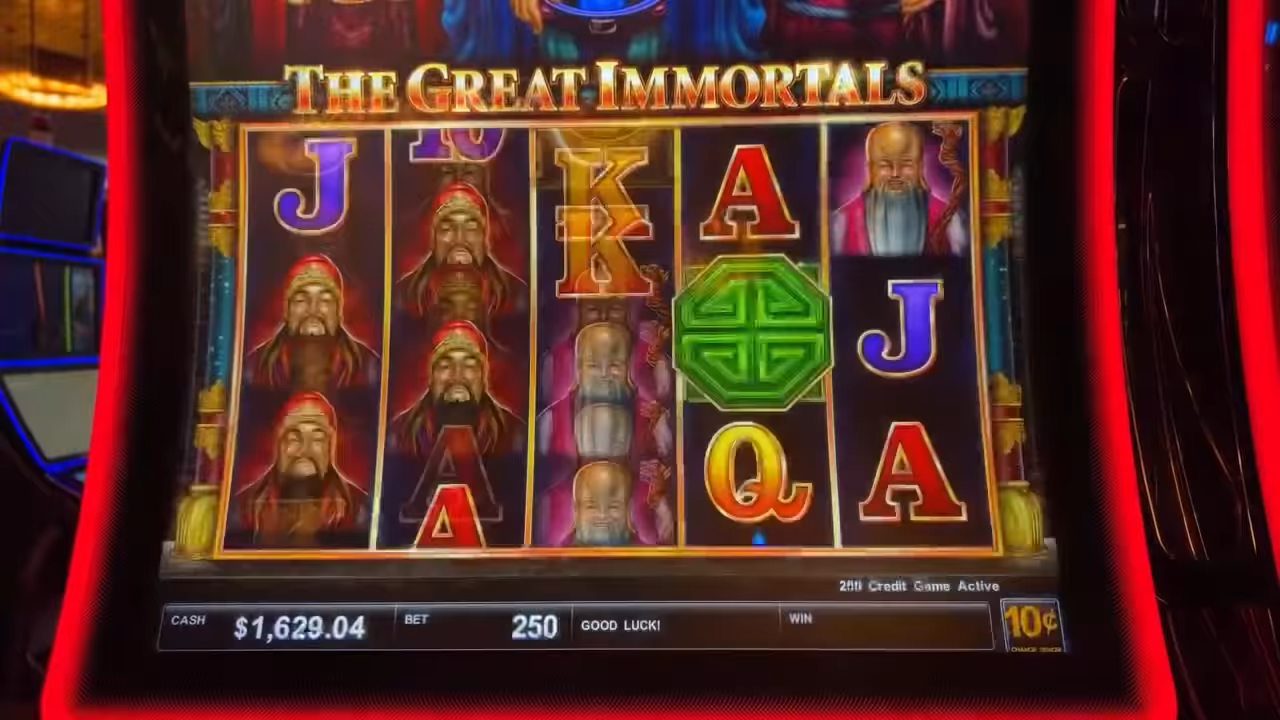 THE GREAT IMMORTALS
J K A
K
J
Q A
A
250 Credit Game Active
CASH $1,629.04 BET 250 GOOD LUCK! WIN 10¢